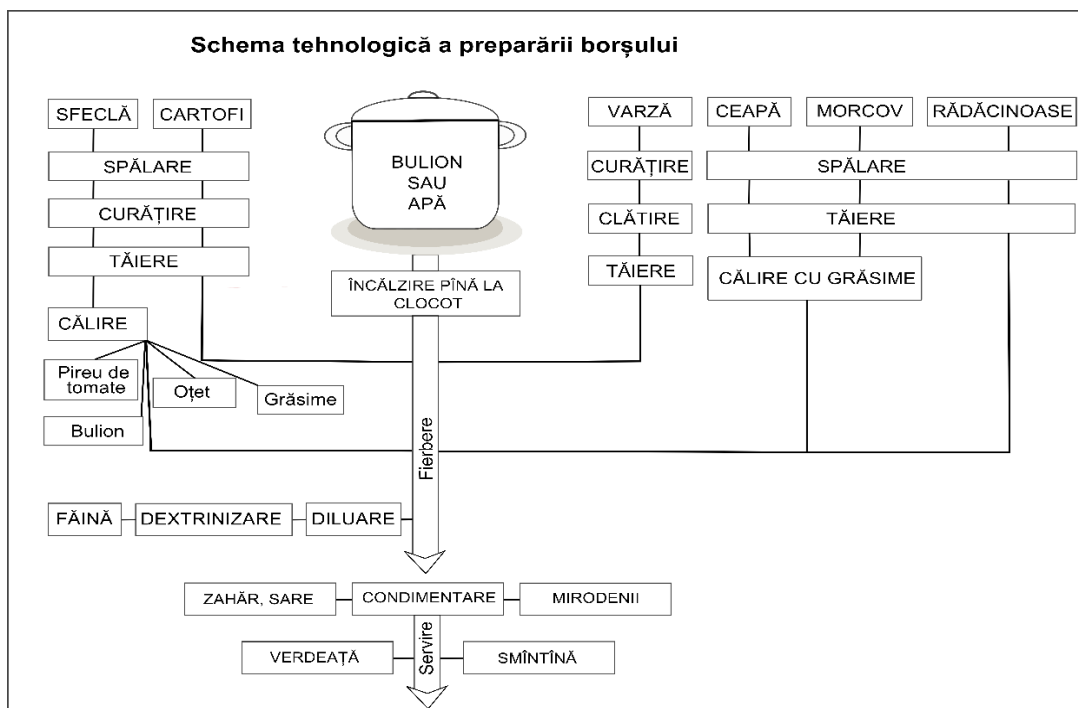 Schema tehnologică a preparării borșului
SFECLĂ
CARTOFI
VARZĂ
CEAPĂ
MORCOV
RĂDĂCINOASE
BULION
SAU
APĂ
SPĂLARE
CURĂȚIRE
SPĂLARE
CURĂȚIRE
CLĂTIRE
TĂIERE
TĂIERE
TĂIERE
ÎNCĂLZIRE PÎNĂ LA
CLOCOT
CĂLIRE CU GRĂSIME
CĂLIRE
Pireu de
tomate
Oțet
Grăsime
Bulion
Fierbere
FĂINĂ
DEXTRINIZARE
DILUARE
ZAHĂR, SARE
CONDIMENTARE
MIRODENII
Servire
VERDEAȚĂ
SMÎNTÎNĂ